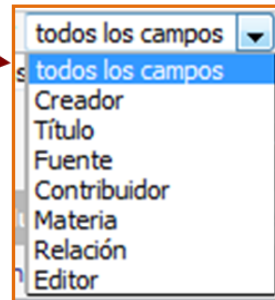 todos los campos
todos los campos
Creador
Título
Fuente
Contribuidor
Materia
Relación
Editor